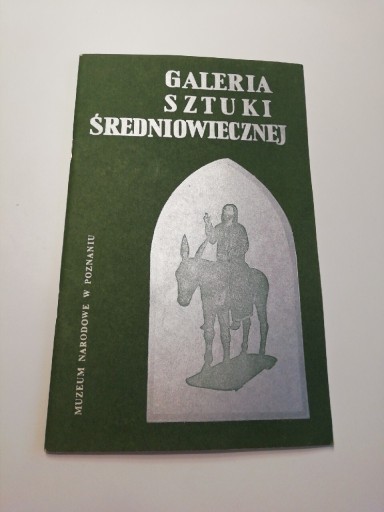 GALERIA
SZTUKI
ŚREDNIOWIECZNEJ
MUZEUM NARODOWE W POZNANIU